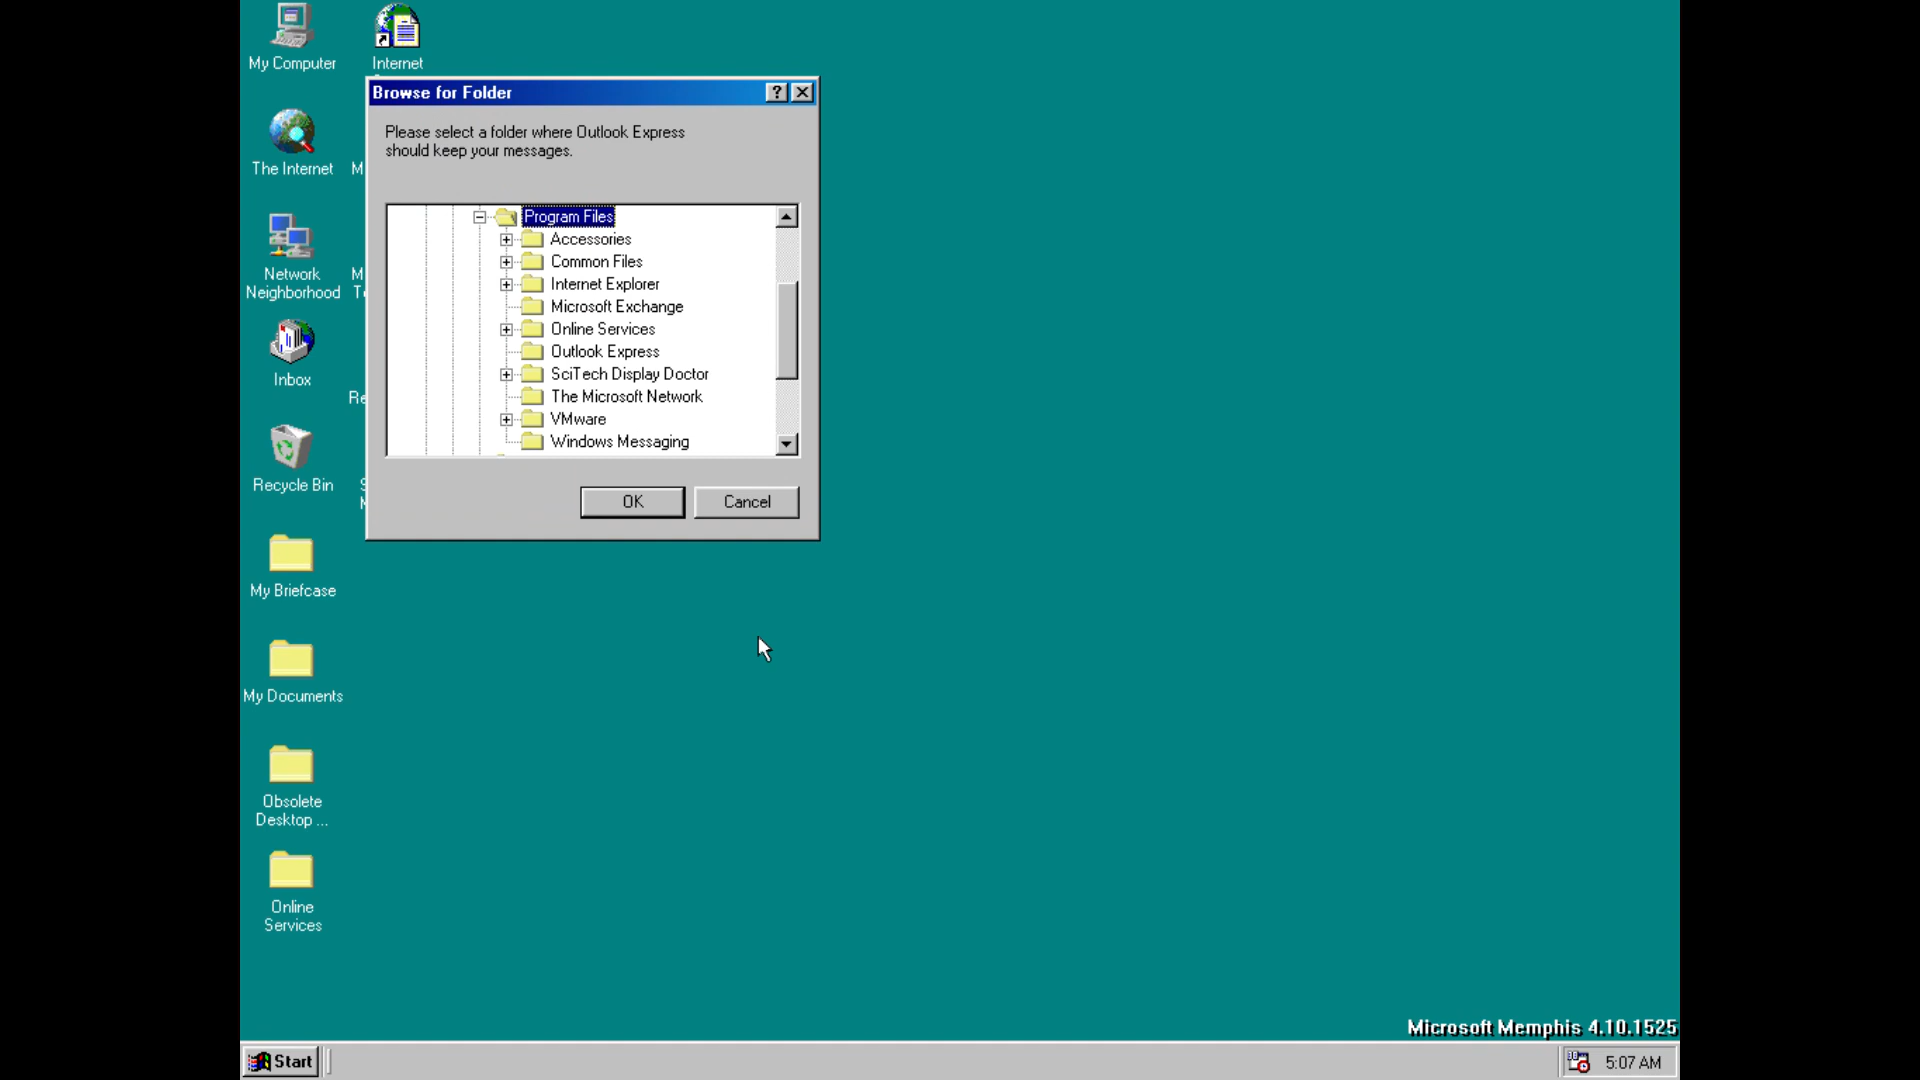 My Computer
Internet
Browse for Folder
Please select a folder where Outlook Express
should keep your messages.
Program Files
Accessories
Common Files
Internet Explorer
Microsoft Exchange
Online Services
Outlook Express
SciTech Display Doctor
The Microsoft Network
VMware
Windows Messaging
OK
Cancel
The Internet
Network
Neighborhood
Inbox
Recycle Bin
My Briefcase
My Documents
Obsolete
Desktop ...
Online
Services
Microsoft Memphis 4.10.1525
Start
5:07 AM